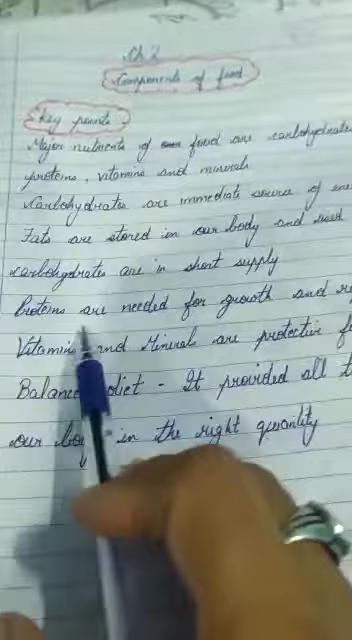 Ch 2
Components of food
Key points
Major nutrients of food are carbohydrates
proteins, vitamins and minerals
Carbohydrates are immediate source of
Fats are stored in our body and used
carbohydrates are in short supply
Proteins are needed for growth and
Vitamins and Minerals are protective
Balanced diet - It provided all
our in the right quantity